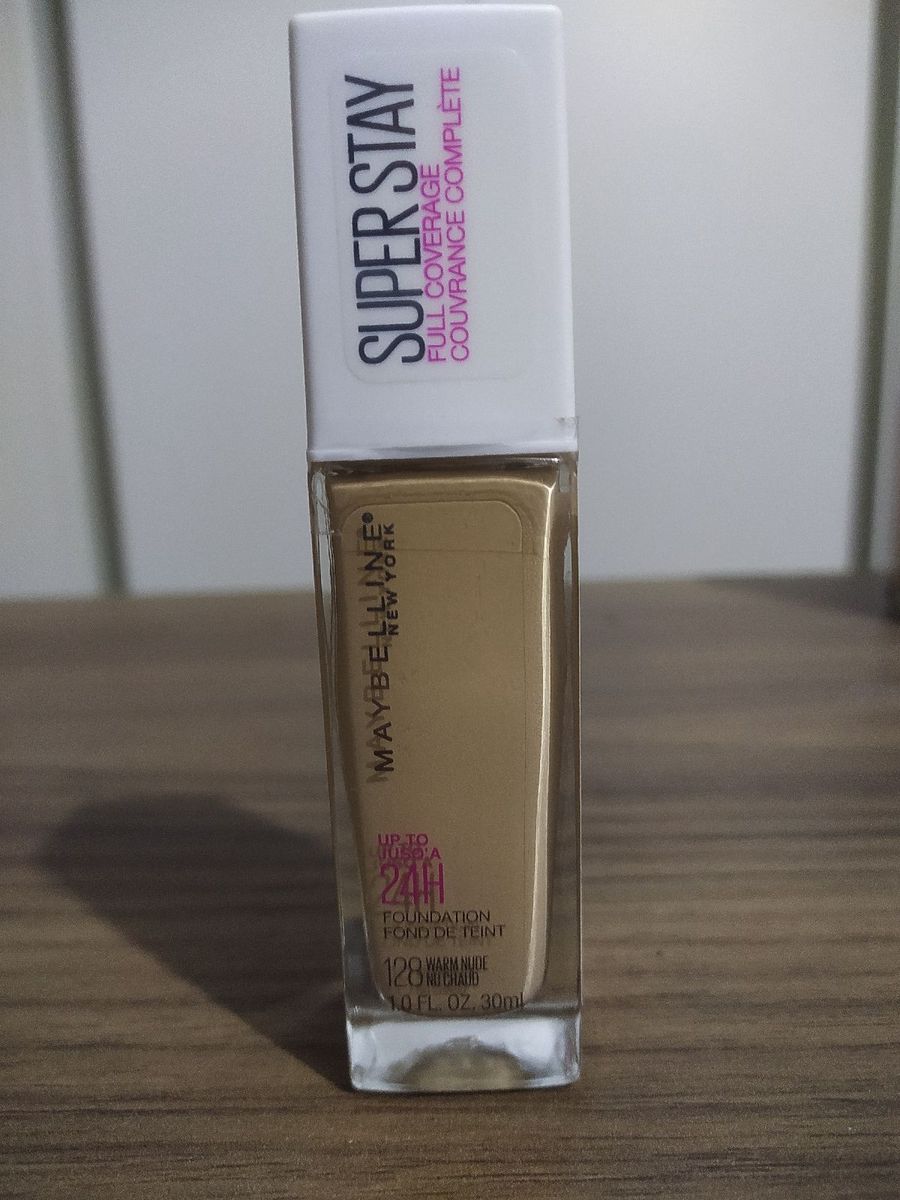 SUPER STAY
FULL COVERAGE
COUVRANCE COMPLÈTE
MAYBELLINE®
NEW YORK
UP TO
JUSQ'A
24H
FOUNDATION
FOND DE TEINT
128 WARM NUDE
NU CHAUD
1.0 FL. OZ. 30ml